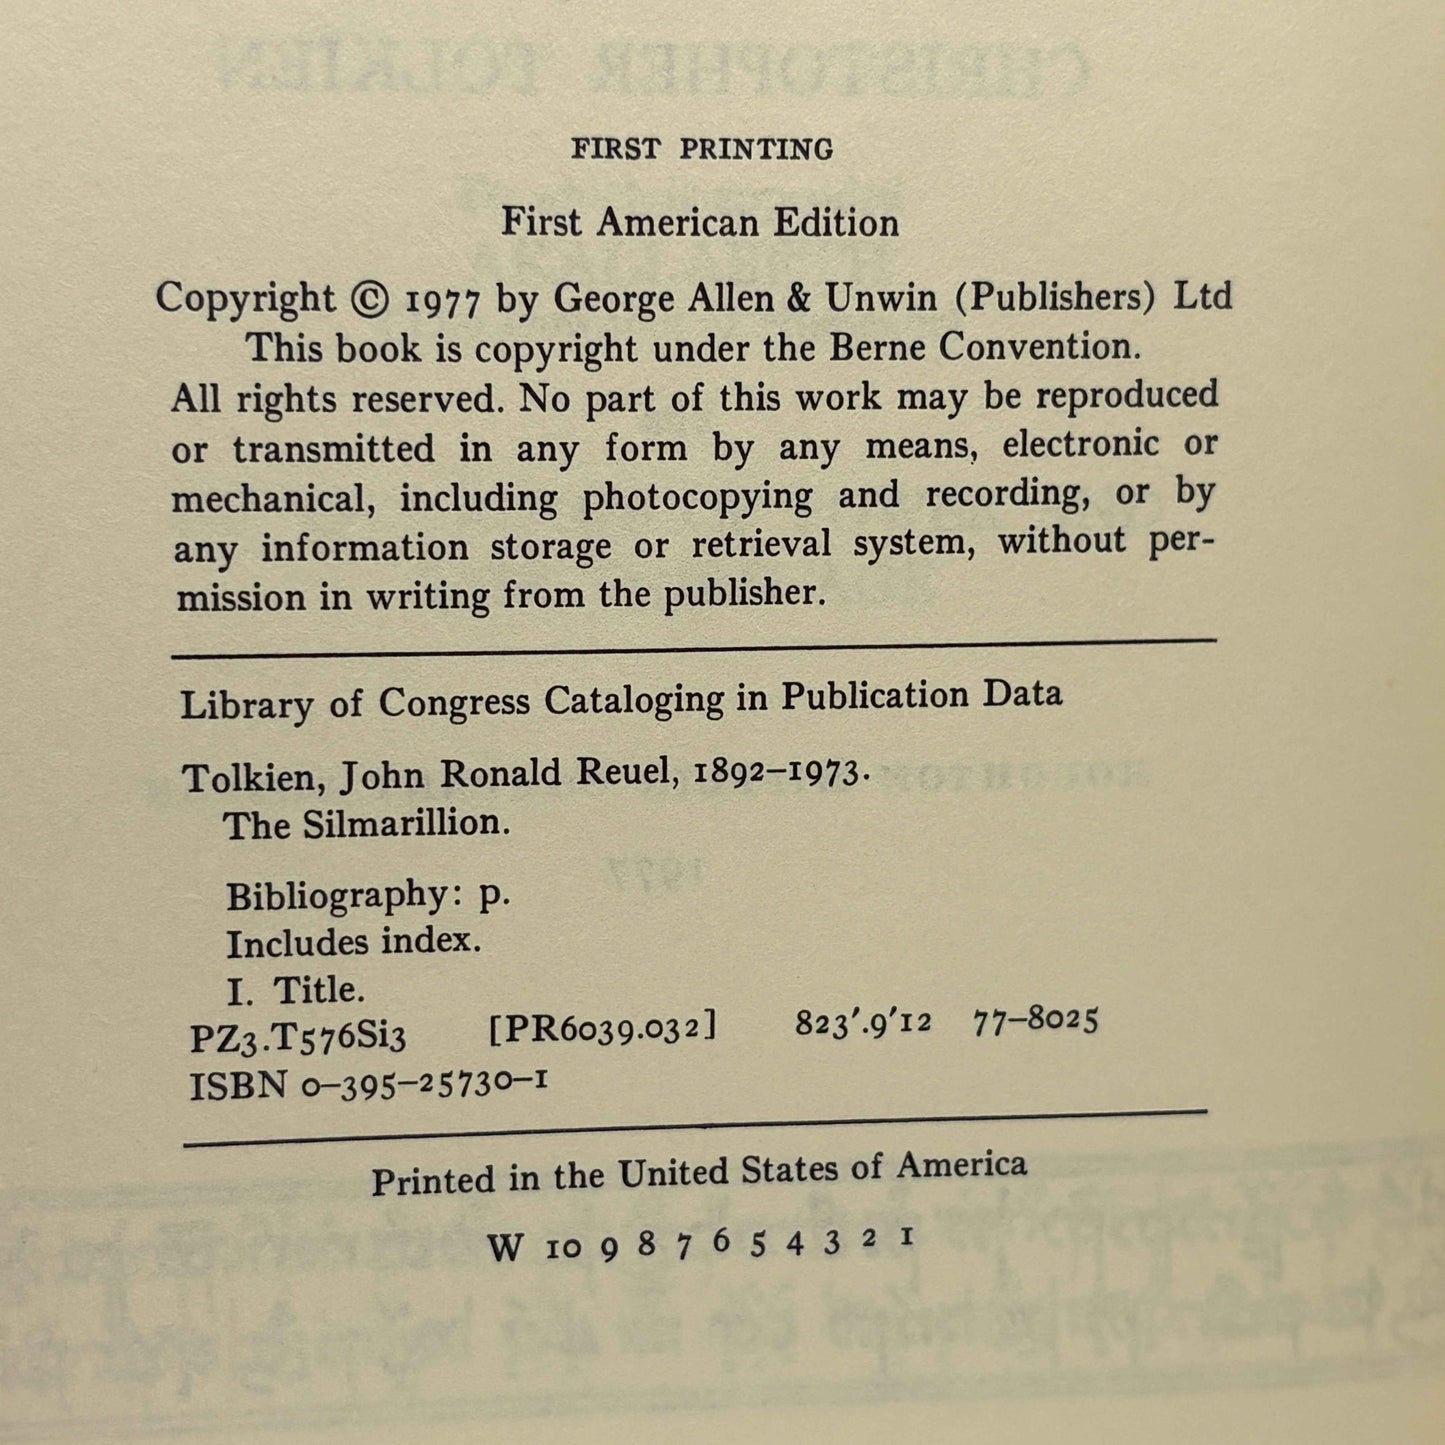 CHRISTOPHER TOLKIEN
FIRST PRINTING
First American Edition
Copyright © 1977 by George Allen & Unwin (Publishers) Ltd
This book is copyright under the Berne Convention.
All rights reserved. No part of this work may be reproduced
or transmitted in any form by any means, electronic or
mechanical, including photocopying and recording, or by
any information storage or retrieval system, without per-
mission in writing from the publisher.
Library of Congress Cataloging in Publication Data
Tolkien, John Ronald Reuel, 1892–1973.
The Silmarillion.
1977
Bibliography: p.
Includes index.
I. Title.
PZ3.T576Si3 [PR6039.032] 823′.9′12 77–8025
ISBN 0–395–25730–1
Printed in the United States of America
W 10 9 8 7 6 5 4 3 2 1